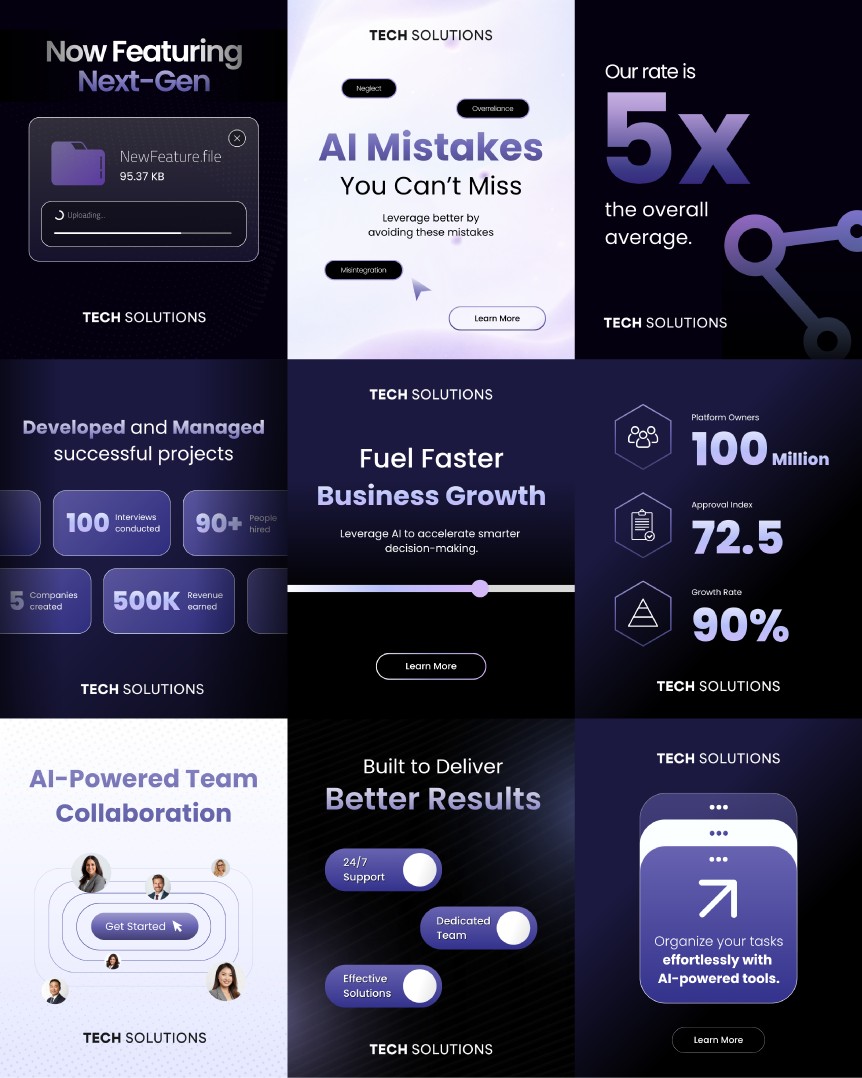 Now Featuring
Next-Gen
NewFeature.file
95.37 KB
Uploading...
TECH SOLUTIONS
TECH SOLUTIONS
Neglect
Overreliance
AI Mistakes
You Can't Miss
Leverage better by
avoiding these mistakes
Misintegration
Learn More
Our rate is
5x
the overall
average.
TECH SOLUTIONS
Developed and Managed
successful projects
100 Interviews
conducted
90+ People
hired
5 Companies
created
500K Revenue
earned
TECH SOLUTIONS
TECH SOLUTIONS
Fuel Faster
Business Growth
Leverage AI to accelerate smarter
decision-making.
Learn More
Platform Owners
100 Million
Approval Index
72.5
Growth Rate
90%
TECH SOLUTIONS
AI-Powered Team
Collaboration
Get Started
TECH SOLUTIONS
Built to Deliver
Better Results
24/7
Support
Dedicated
Team
Effective
Solutions
TECH SOLUTIONS
TECH SOLUTIONS
Organize your tasks
effortlessly with
AI-powered tools.
Learn More